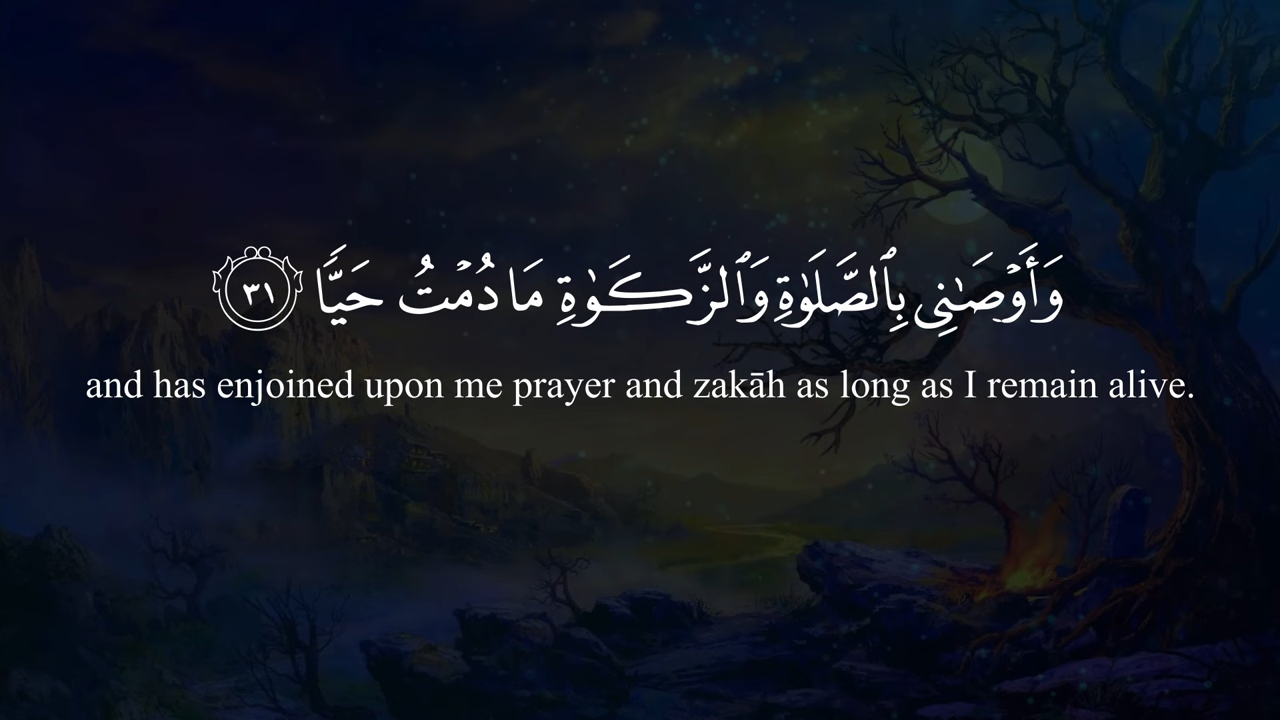 وَأَوۡصَٰنِي بِٱلصَّلَوٰةِ وَٱلزَّكَوٰةِ مَا دُمۡتُ حَيّٗا ٣١
and has enjoined upon me prayer and zakāh as long as I remain alive.